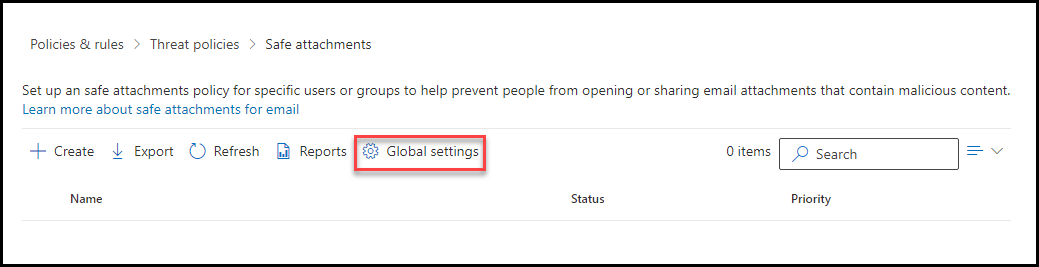 Policies & rules > Threat policies > Safe attachments
Set up an safe attachments policy for specific users or groups to help prevent people from opening or sharing email attachments that contain malicious content.
Learn more about safe attachments for email
Create Export Refresh Reports Global settings 0 items Search
Name Status Priority